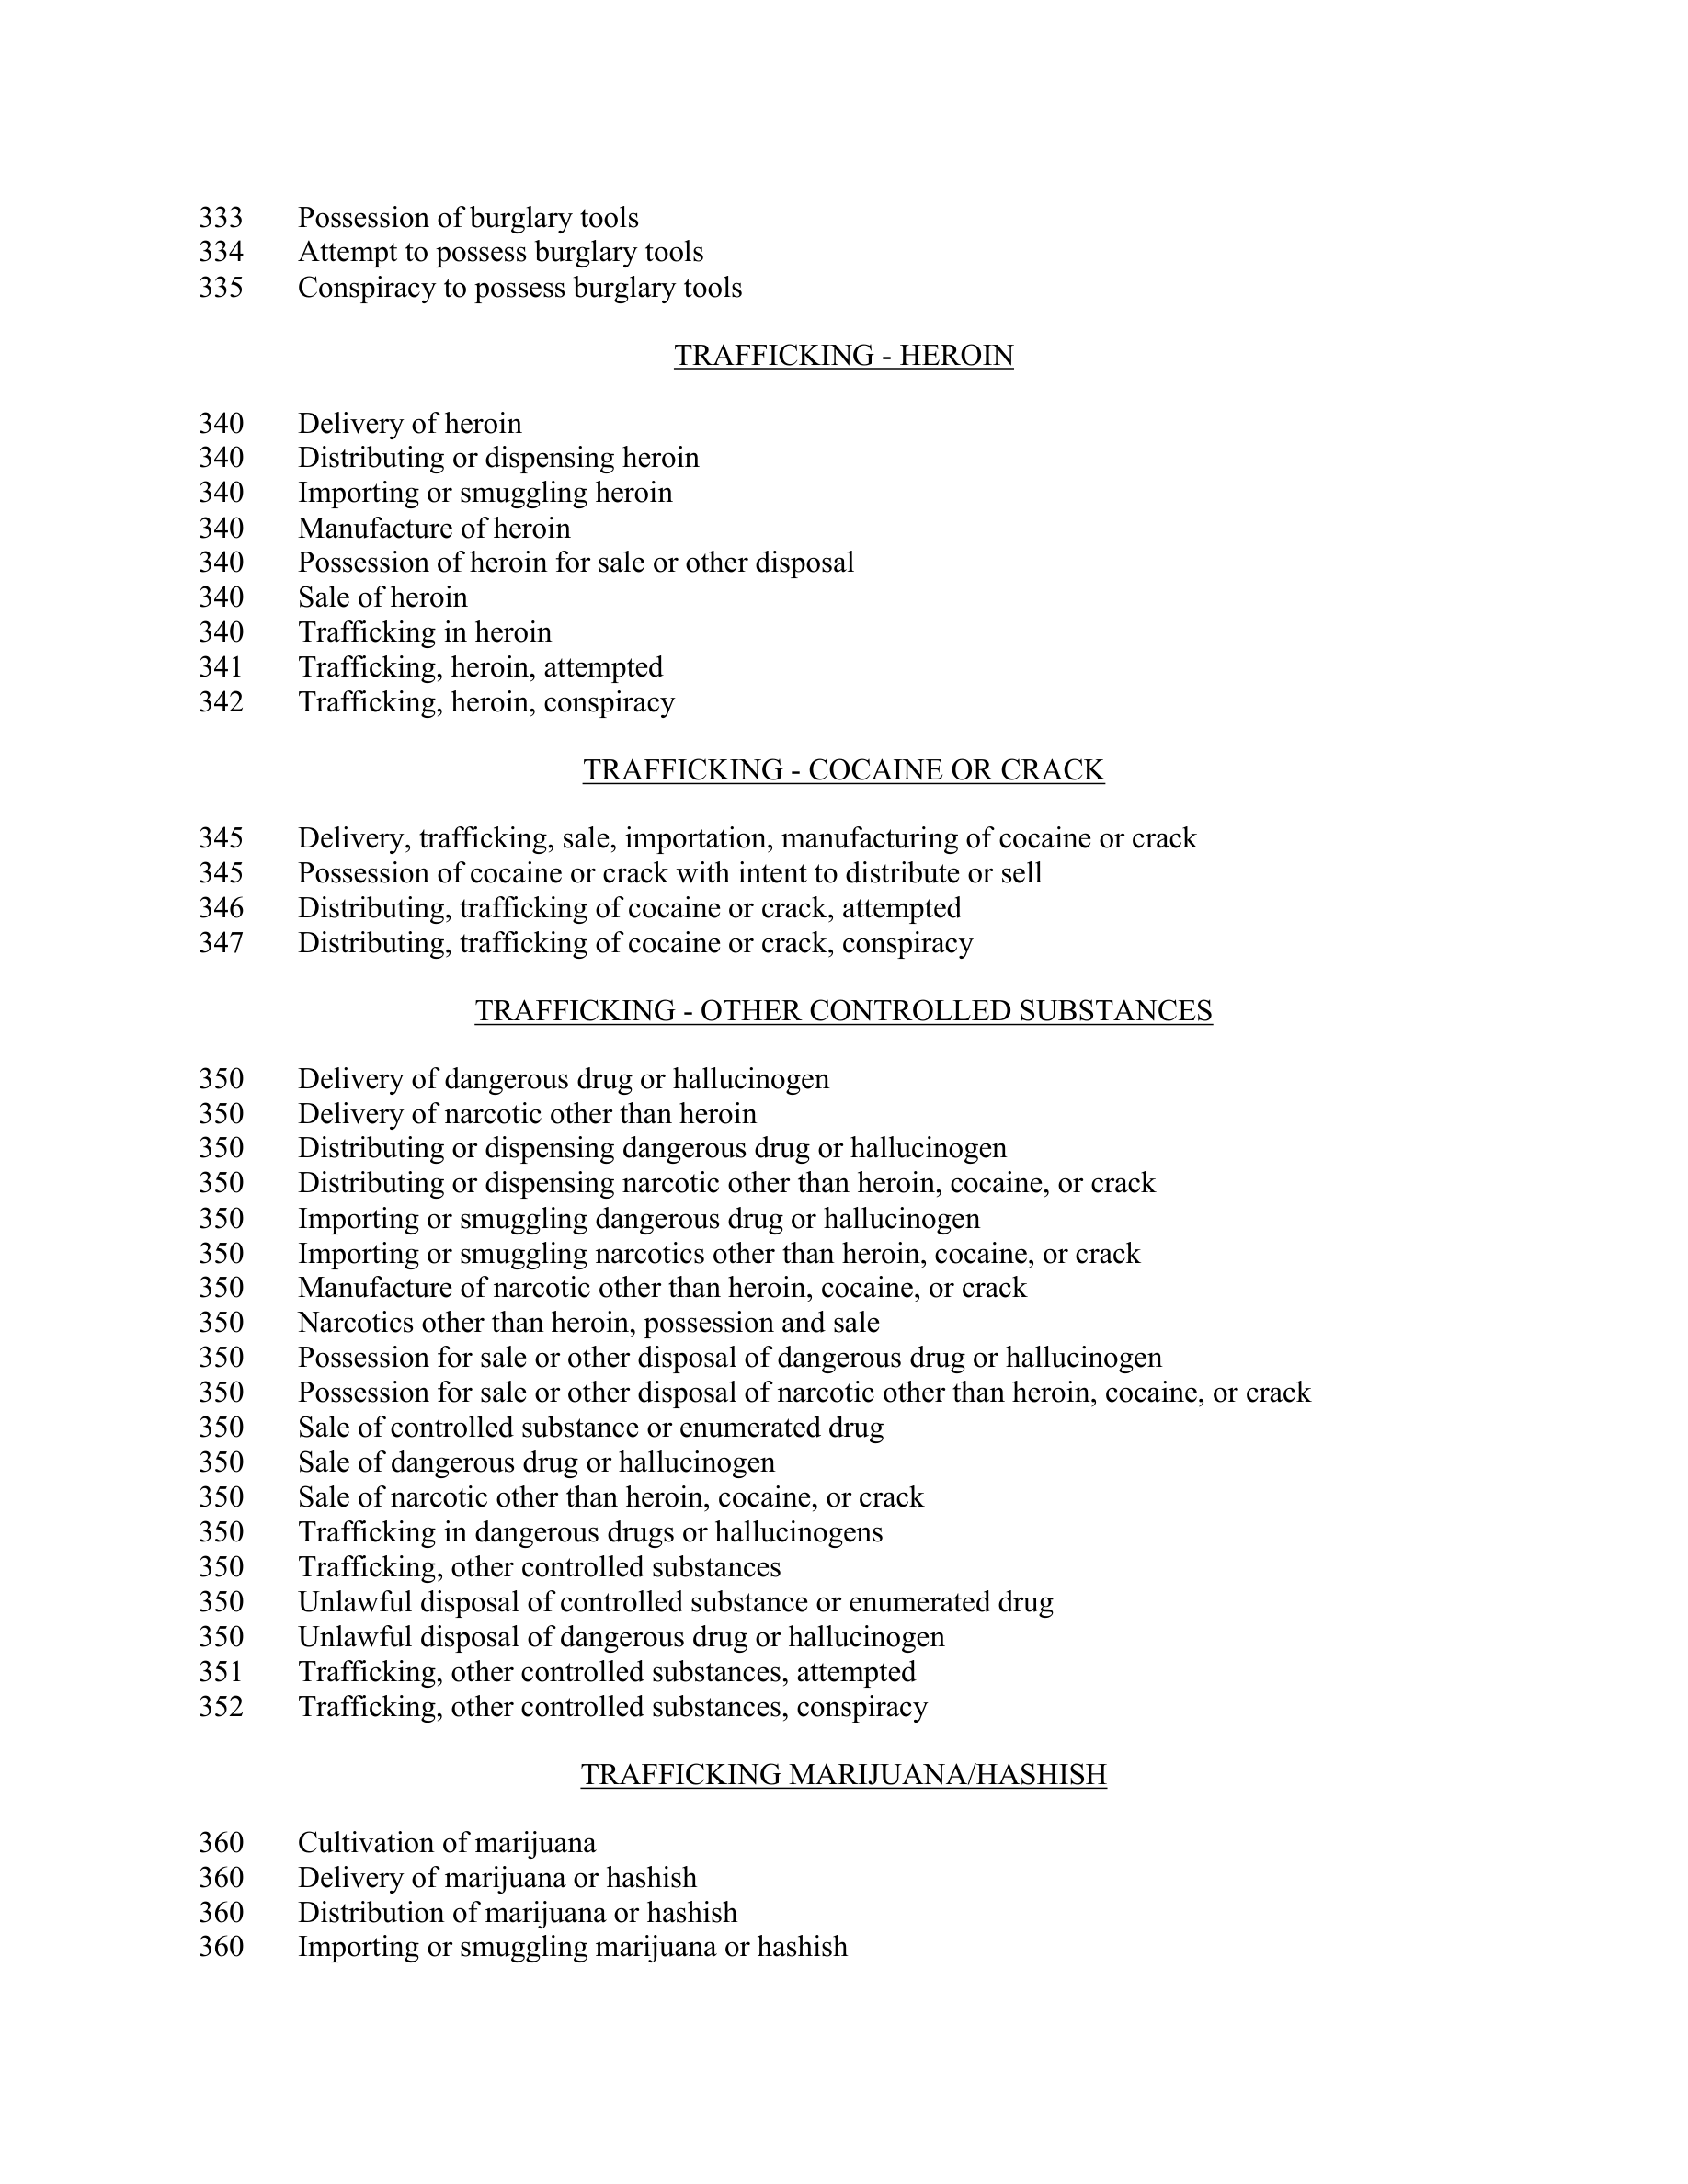 333 Possession of burglary tools
334 Attempt to possess burglary tools
335 Conspiracy to possess burglary tools
TRAFFICKING - HEROIN
340 Delivery of heroin
340 Distributing or dispensing heroin
340 Importing or smuggling heroin
340 Manufacture of heroin
340 Possession of heroin for sale or other disposal
340 Sale of heroin
340 Trafficking in heroin
341 Trafficking, heroin, attempted
342 Trafficking, heroin, conspiracy
TRAFFICKING - COCAINE OR CRACK
345 Delivery, trafficking, sale, importation, manufacturing of cocaine or crack
345 Possession of cocaine or crack with intent to distribute or sell
346 Distributing, trafficking of cocaine or crack, attempted
347 Distributing, trafficking of cocaine or crack, conspiracy
TRAFFICKING - OTHER CONTROLLED SUBSTANCES
350 Delivery of dangerous drug or hallucinogen
350 Delivery of narcotic other than heroin
350 Distributing or dispensing dangerous drug or hallucinogen
350 Distributing or dispensing narcotic other than heroin, cocaine, or crack
350 Importing or smuggling dangerous drug or hallucinogen
350 Importing or smuggling narcotics other than heroin, cocaine, or crack
350 Manufacture of narcotic other than heroin, cocaine, or crack
350 Narcotics other than heroin, possession and sale
350 Possession for sale or other disposal of dangerous drug or hallucinogen
350 Possession for sale or other disposal of narcotic other than heroin, cocaine, or crack
350 Sale of controlled substance or enumerated drug
350 Sale of dangerous drug or hallucinogen
350 Sale of narcotic other than heroin, cocaine, or crack
350 Trafficking in dangerous drugs or hallucinogens
350 Trafficking, other controlled substances
350 Unlawful disposal of controlled substance or enumerated drug
350 Unlawful disposal of dangerous drug or hallucinogen
351 Trafficking, other controlled substances, attempted
352 Trafficking, other controlled substances, conspiracy
TRAFFICKING MARIJUANA/HASHISH
360 Cultivation of marijuana
360 Delivery of marijuana or hashish
360 Distribution of marijuana or hashish
360 Importing or smuggling marijuana or hashish